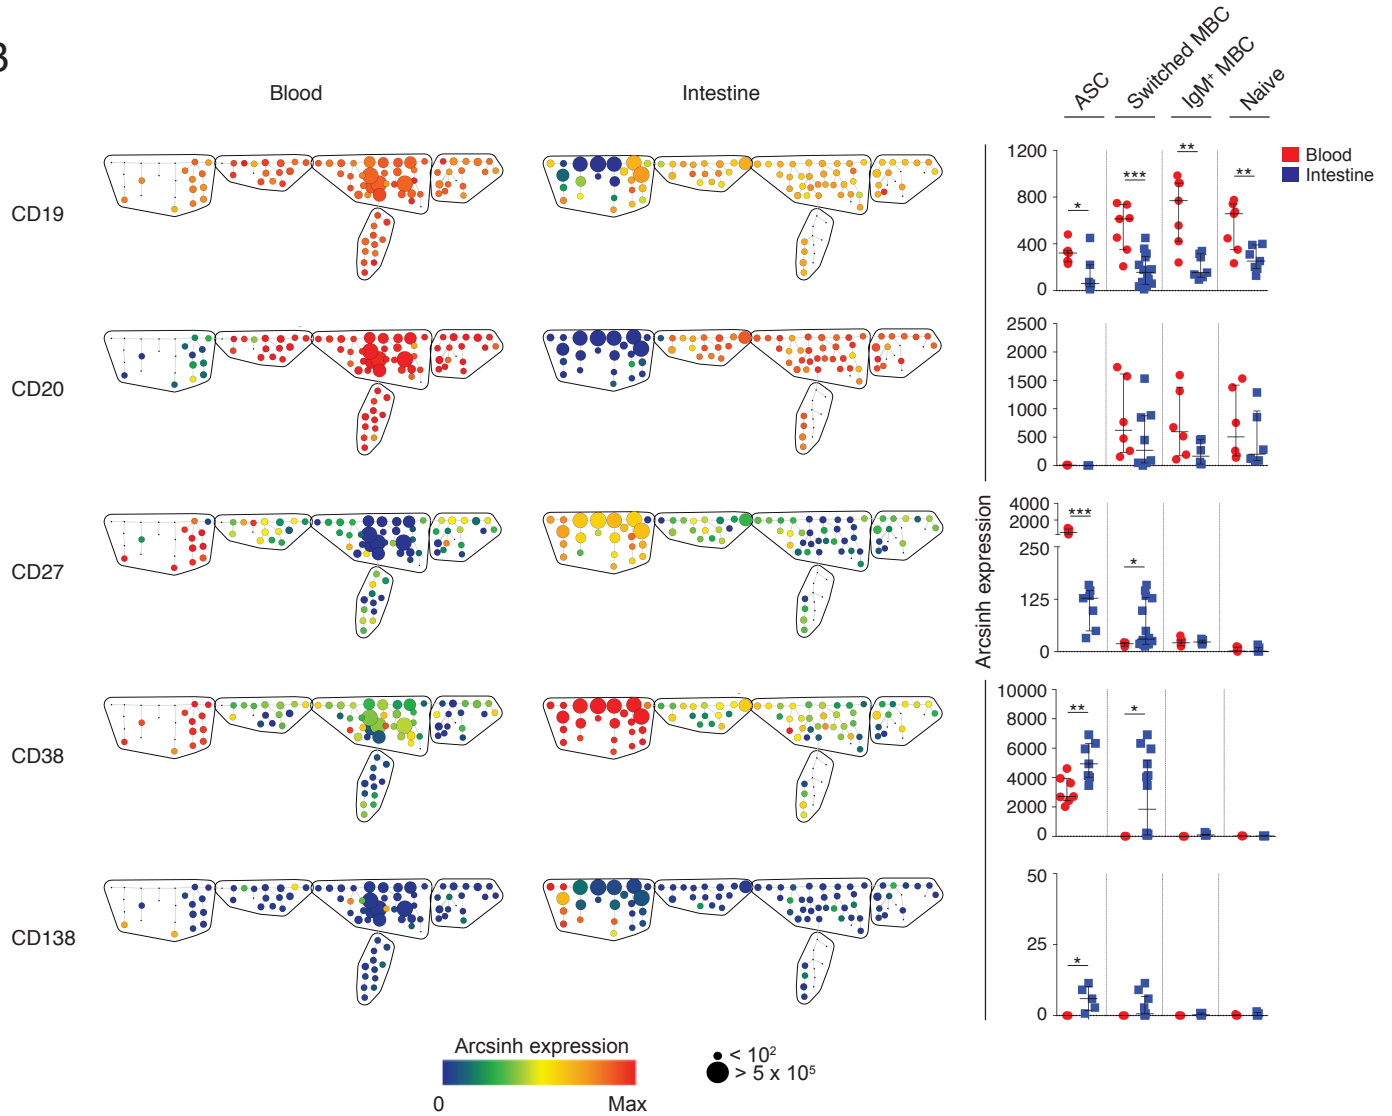 B
Blood
Intestine
ASC
Switched MBC
IgM⁺ MBC
Naive
Blood
Intestine
CD19
* *** ** **
1200
800
400
0
CD20
2500
2000
1500
1000
500
0
CD27
*** *
4000
2000
250
125
0
Arcsinh expression
CD38
** *
10000
8000
6000
4000
2000
0
CD138
*
50
25
0
Arcsinh expression
0 Max
< 10²
> 5 x 10⁵